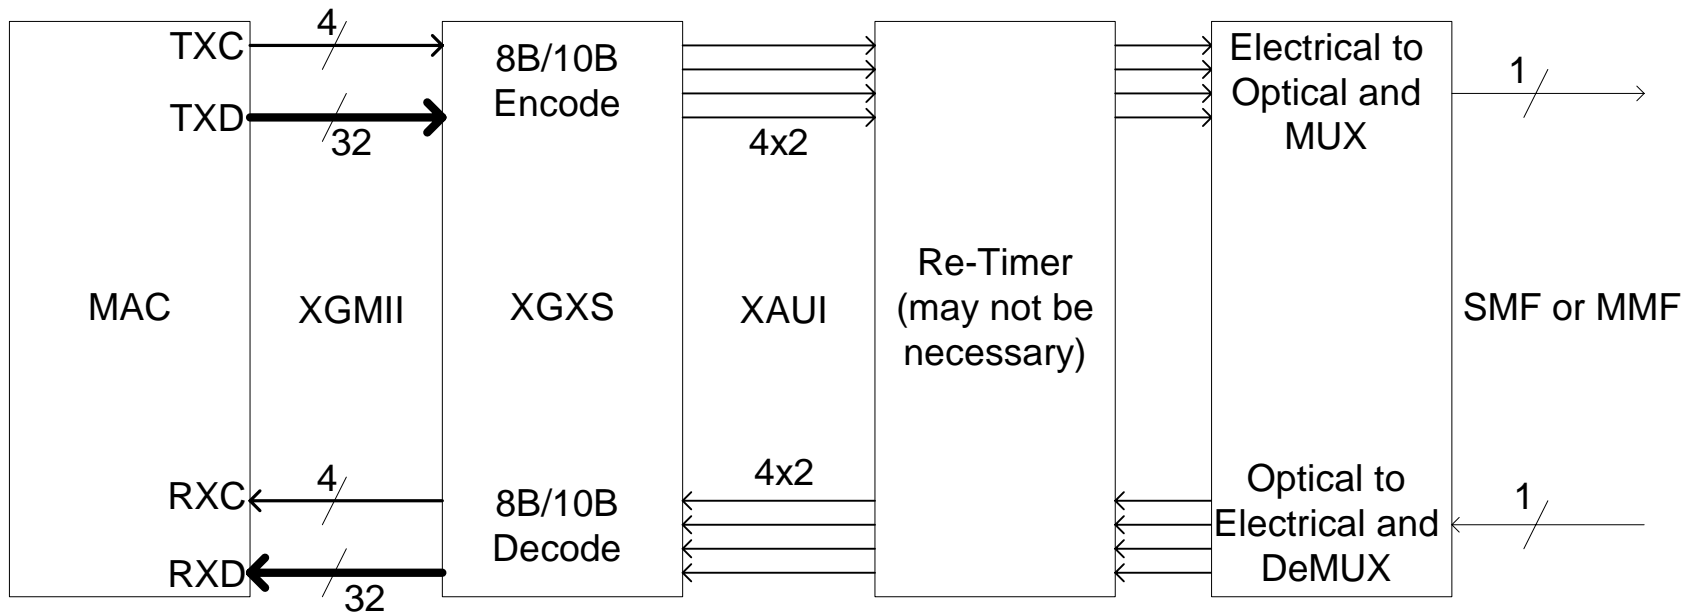 TXC
4
TXD
32
8B/10B
Encode
4x2
Electrical to
Optical and
MUX
1
MAC
XGMII
XGXS
XAUI
Re-Timer
(may not be
necessary)
SMF or MMF
RXC
4
RXD
32
8B/10B
Decode
4x2
Optical to
Electrical and
DeMUX
1